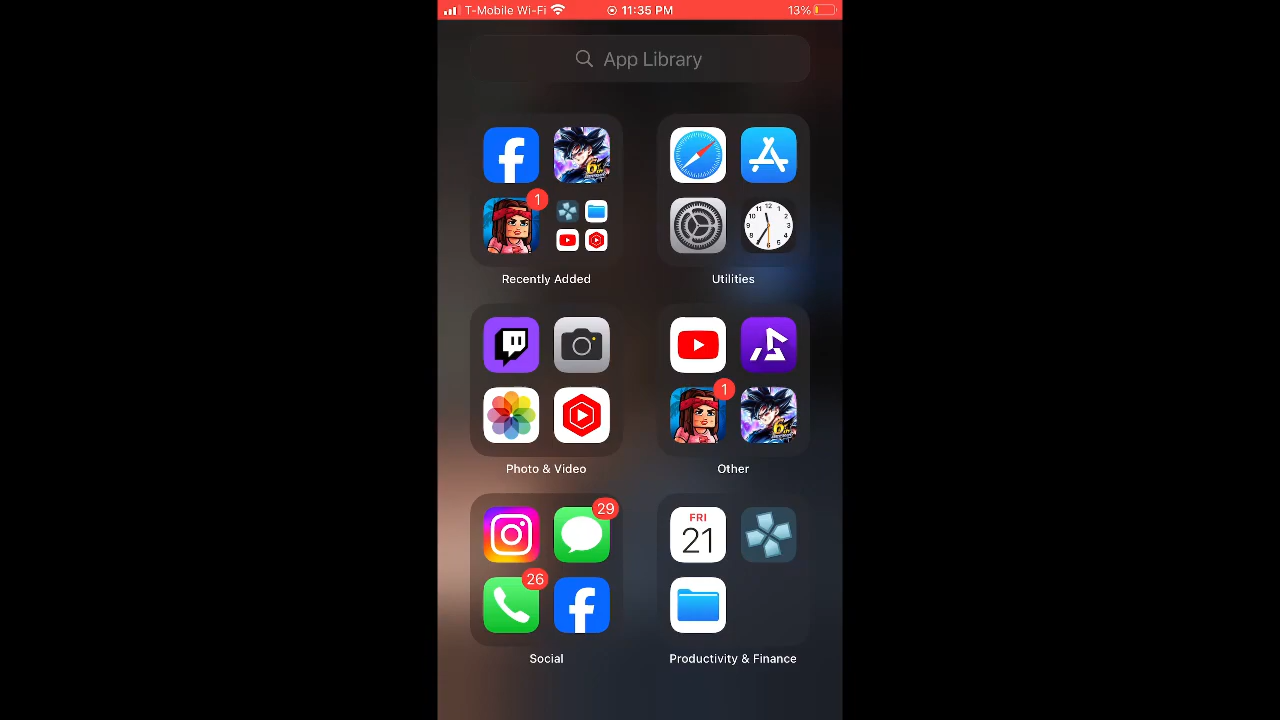 T-Mobile Wi-Fi 11:35 PM 13%
App Library
1
Recently Added
Utilities
1
Photo & Video
Other
29
FRI
21
26
Social
Productivity & Finance